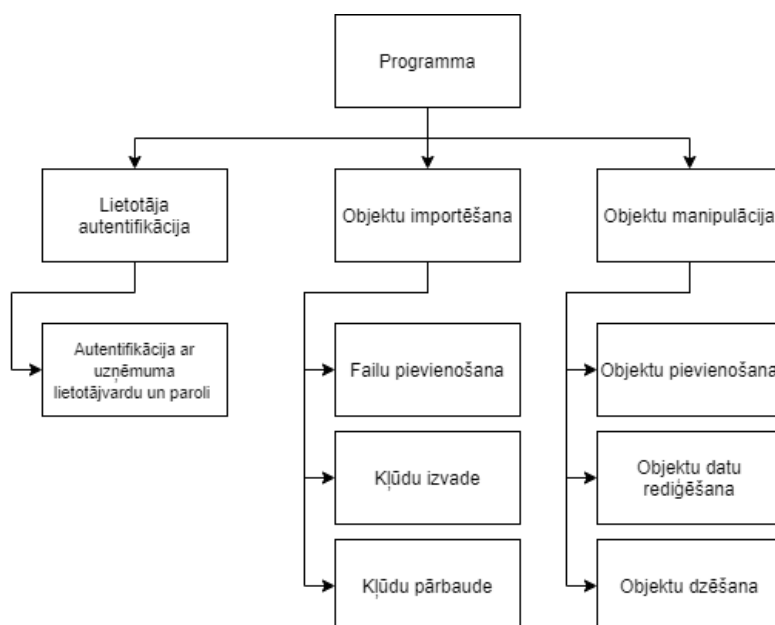 Programma
Lietotāja
autentifikācija
Objektu importēšana
Objektu manipulācija
Autentifikācija ar
uzņēmuma
lietotājvardu un paroli
Failu pievienošana
Objektu pievienošana
Kļūdu izvade
Objektu datu
rediģēšana
Kļūdu pārbaude
Objektu dzēšana